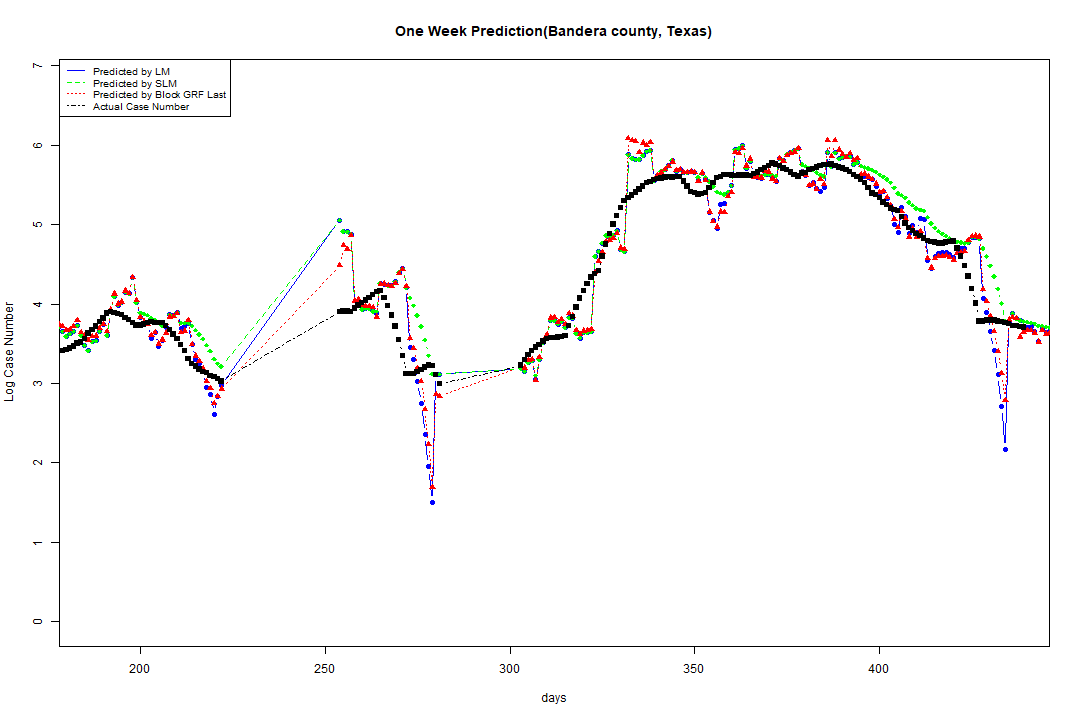 One Week Prediction(Bandera county, Texas)
Predicted by LM
Predicted by SLM
Predicted by Block GRF Last
Actual Case Number
7
6
5
4
3
2
1
0
Log Case Number
200
250
300
350
400
days